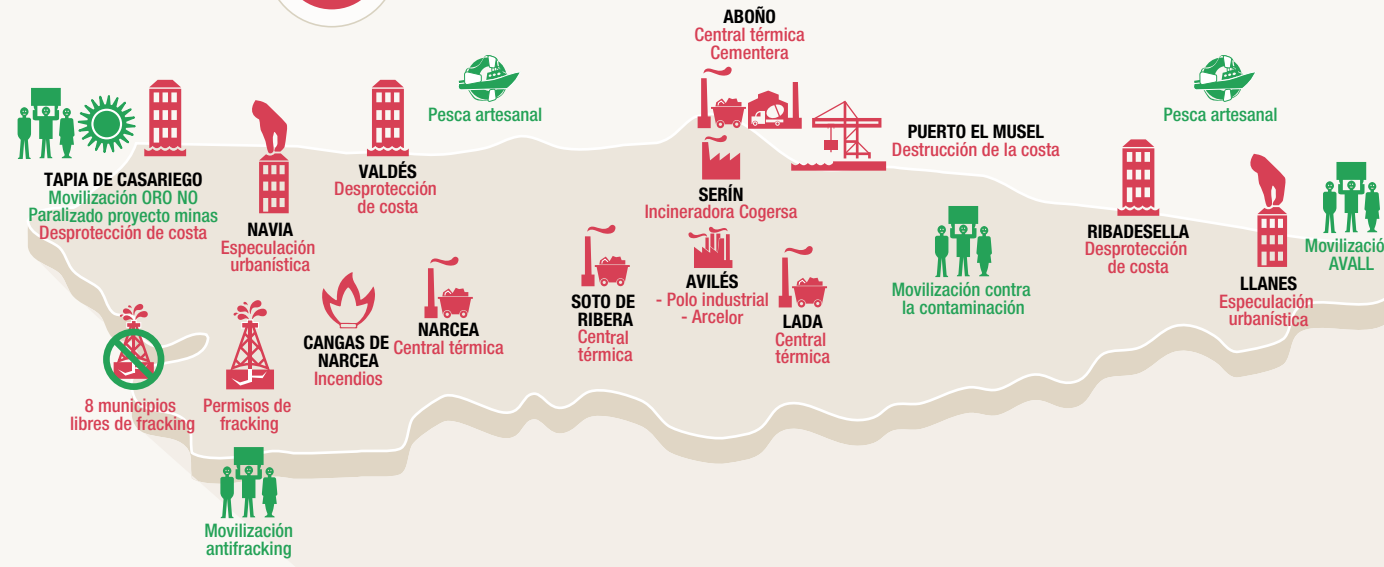 ABOÑO
Central térmica
Cementera
Pesca artesanal
Pesca artesanal
PUERTO EL MUSEL
Destrucción de la costa
TAPIA DE CASARIEGO
Movilización ORO NO
Paralizado proyecto minas
Desprotección de costa
VALDÉS
Desprotección
de costa
NAVIA
Especulación
urbanística
SERÍN
Incineradora Cogersa
RIBADESELLA
Desprotección
de costa
Movilizació
AVALL
LLANES
Especulación
urbanística
Movilización contra
la contaminación
AVILÉS
- Polo industrial
- Arcelor
SOTO DE
RIBERA
Central
térmica
LADA
Central
térmica
NARCEA
Central térmica
CANGAS DE
NARCEA
Incendios
8 municipios
libres de fracking
Permisos de
fracking
Movilización
antifracking